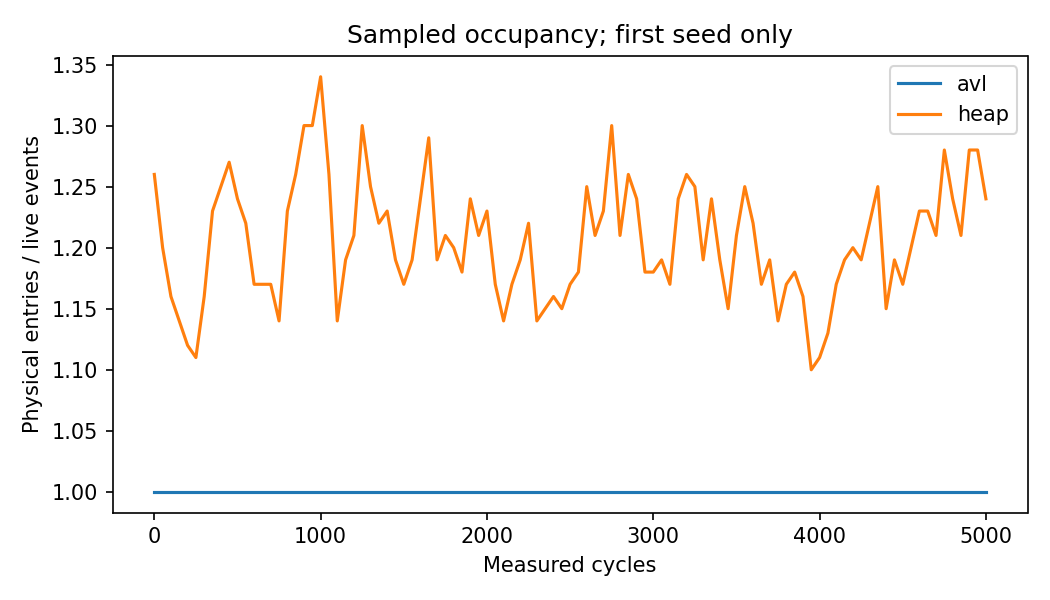 Sampled occupancy; first seed only
avl
heap
Physical entries / live events
1.35
1.30
1.25
1.20
1.15
1.10
1.05
1.00
0
1000
2000
3000
4000
5000
Measured cycles